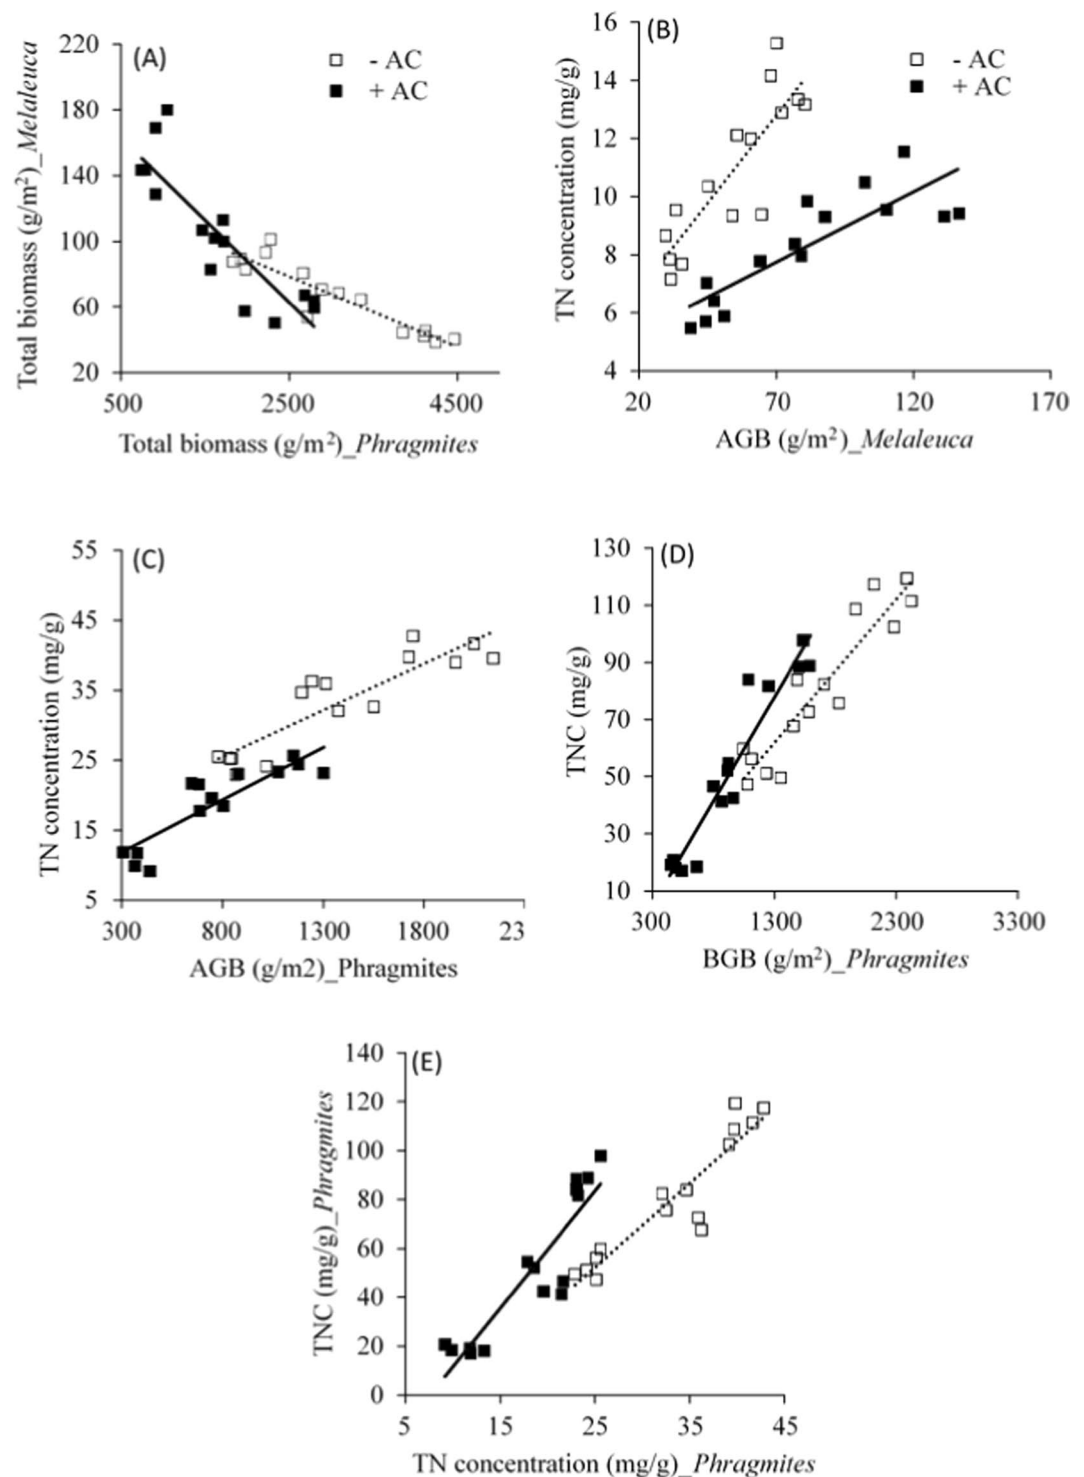 (A)
- AC
+ AC
220
180
140
100
60
20
500 2500 4500
Total biomass (g/m²)_Melaleuca
Total biomass (g/m²)_Phragmites
(B)
- AC
+ AC
16
14
12
10
8
6
4
20 70 120 170
TN concentration (mg/g)
AGB (g/m²)_Melaleuca
(C)
55
45
35
25
15
5
300 800 1300 1800 23
TN concentration (mg/g)
AGB (g/m2)_Phragmites
(D)
130
110
90
70
50
30
10
300 1300 2300 3300
TNC (mg/g)
BGB (g/m²)_Phragmites
(E)
140
120
100
80
60
40
20
0
5 15 25 35 45
TNC (mg/g)_Phragmites
TN concentration (mg/g)_Phragmites